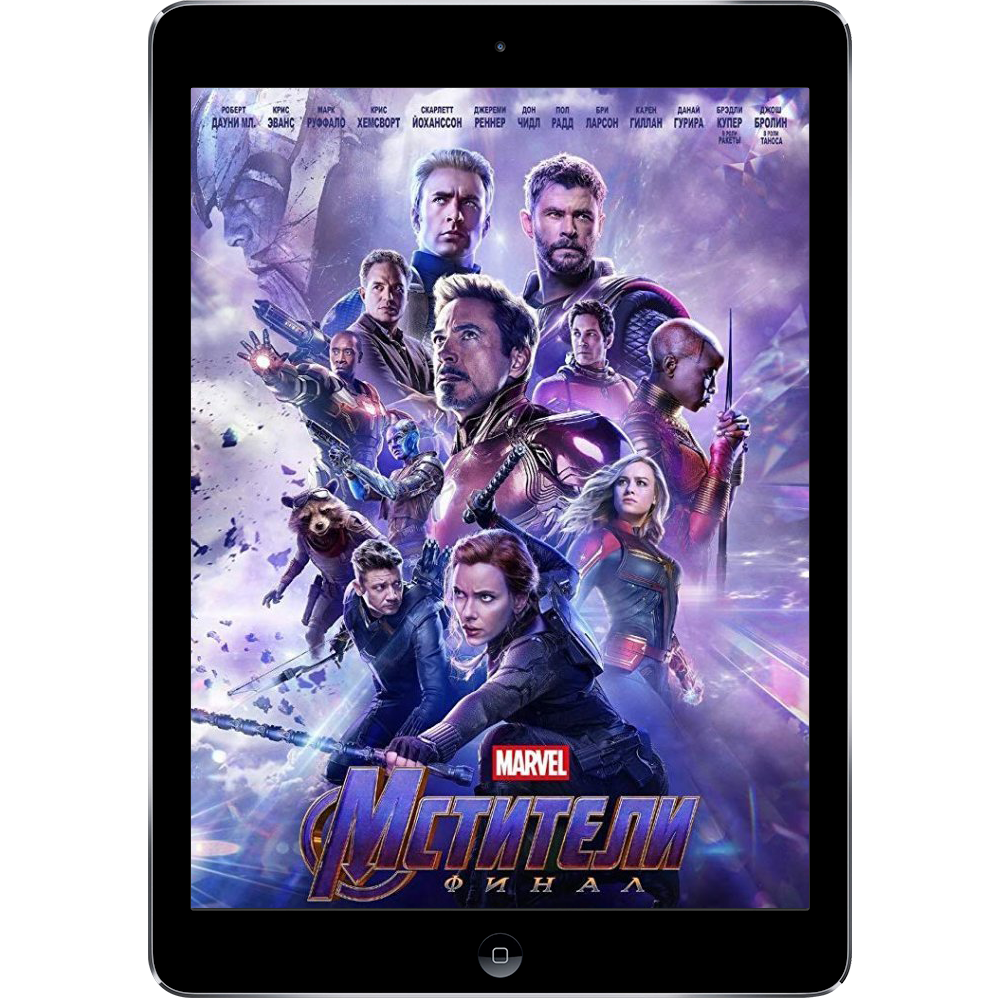 РОБЕРТ КРИС МАРК КРИС СКАРЛЕТТ ДЖЕРЕМИ ДОН ПОЛ БРИ КАРЕН ДАНАЙ БРЭДЛИ ДЖОШ
ДАУНИ МЛ. ЭВАНС РУФФАЛО ХЕМСВОРТ ЙОХАНССОН РЕННЕР ЧИДЛ РАДД ЛАРСОН ГИЛЛАН ГУРИРА КУПЕР БРОЛИН
В РОЛИ В РОЛИ
РАКЕТЫ ТАНОСА
MARVEL
МСТИТЕЛИ
ФИНАЛ